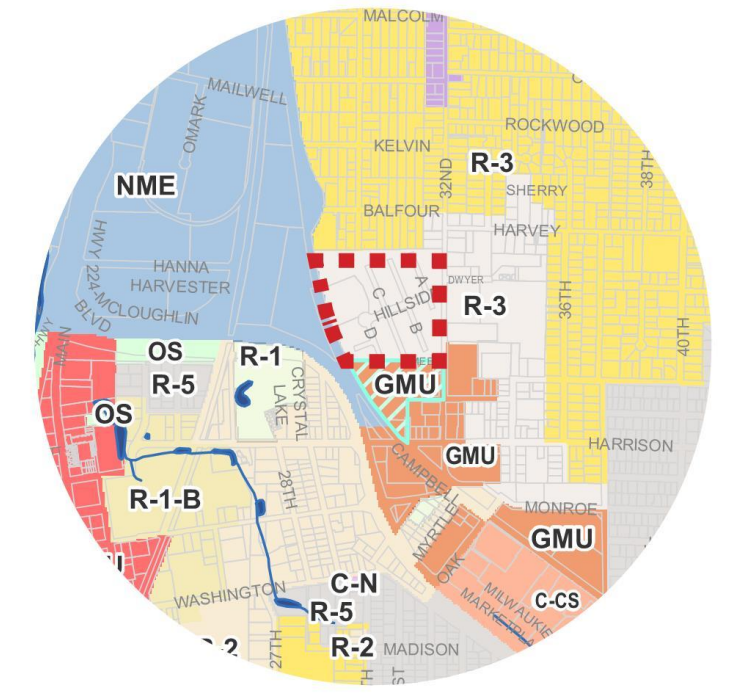 MALCOLM
MAILWELL
OMARK
ROCKWOOD
KELVIN
R-3
32ND
38TH
NME
SHERRY
BALFOUR
HARVEY
HWY 224-MCLOUGHLIN
BLVD
HANNA
HARVESTER
A
DWYER
HILLSIDE
C
B
D
R-3
36TH
40TH
HWY
MAIN
OS
R-1
R-5
GMU
CRYSTAL
LAKE
OS
HARRISON
GMU
CAMPBELL
28TH
R-1-B
MONROE
GMU
MYRTLE
OAK
C-N
C-CS
WASHINGTON
MILWAUKIE
R-5
R-2
27TH
MADISON